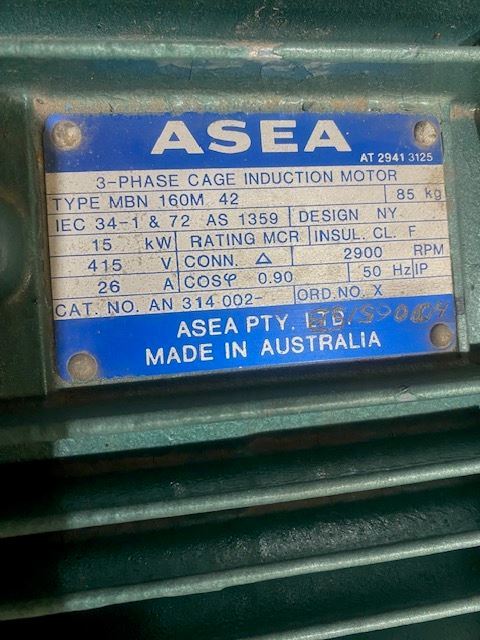 ASEA
AT 2941 3125
3-PHASE CAGE INDUCTION MOTOR
TYPE MBN 160M 42 85 kg
IEC 34-1 & 72 AS 1359 DESIGN NY
15 kW RATING MCR INSUL. CL. F
415 V CONN. Δ 2900 RPM
26 A COSφ 0.90 50 Hz IP
CAT. NO. AN 314 002- ORD.NO. X
ASEA PTY.
MADE IN AUSTRALIA